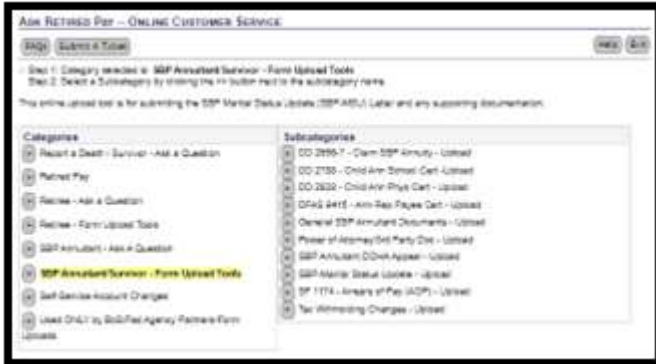 ASK RETIRED PAY – ONLINE CUSTOMER SERVICE
FAQs Submit A Ticket Help Exit
Step 1: Category selected is SBP Annuitant/Survivor - Form Upload Tools
Step 2: Select a Subcategory by clicking the >> button next to the subcategory name
This online upload tool is for submitting the SBP Marital Status Update (SBP-MSU) Letter and any supporting documentation.
Categories
Report a Death - Survivor - Ask a Question
Retired Pay
Retiree - Ask a Question
Retiree - Form Upload Tools
SBP Annuitant - Ask A Question
SBP Annuitant/Survivor - Form Upload Tools
Self-Service Account Changes
Used ONLY by Partners Form
Uploads
Subcategories
DD 2656-7 - Claim SBP Annuity - Upload
DD 2788 - Child Ann School Cert - Upload
DD 2828 - Child Ann Phys Cert - Upload
DFAS 9415 - Ann Rep Payee Cert - Upload
General SBP Annuitant Documents - Upload
Power of Attorney/3rd Party Doc - Upload
SBP Annuitant Appeal - Upload
SBP Marital Status Update - Upload
SF 1174 - Arrears of Pay (AOP) - Upload
Tax Withholding Changes - Upload